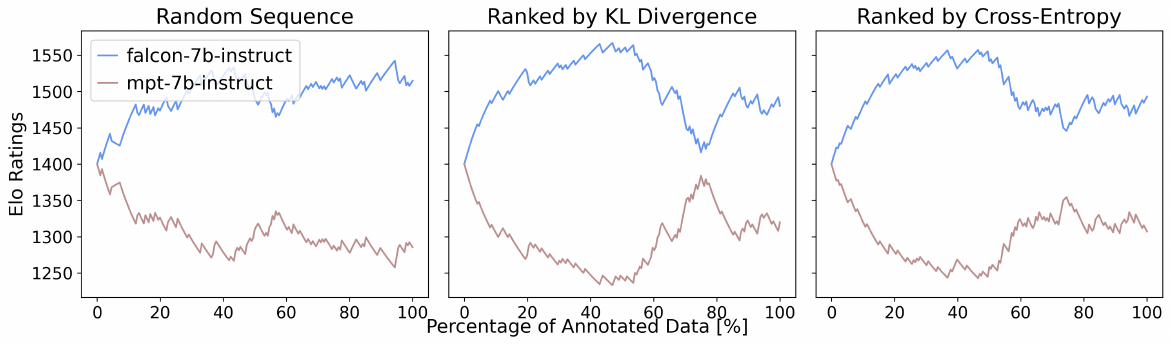 Random Sequence
Ranked by KL Divergence
Ranked by Cross-Entropy
falcon-7b-instruct
mpt-7b-instruct
Elo Ratings
1550
1500
1450
1400
1350
1300
1250
0 20 40 60 80 100
0 20 40 60 80 100
0 20 40 60 80 100
Percentage of Annotated Data [%]